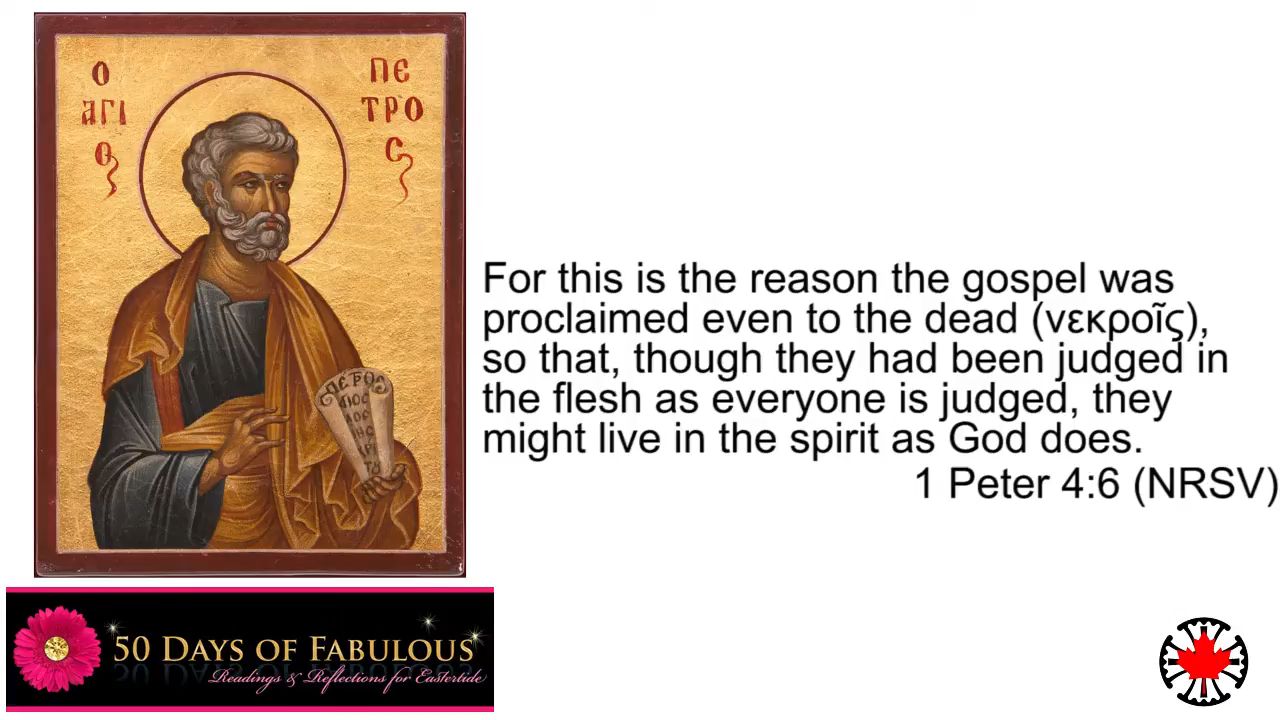 Ο
ΑΓΙ
Ος
ΠΕ
ΤΡΟ
C
ΠΕΤΡΟC
For this is the reason the gospel was
proclaimed even to the dead (νεκροῖς),
so that, though they had been judged in
the flesh as everyone is judged, they
might live in the spirit as God does.
1 Peter 4:6 (NRSV)
50 Days of Fabulous
Readings & Reflections for Eastertide